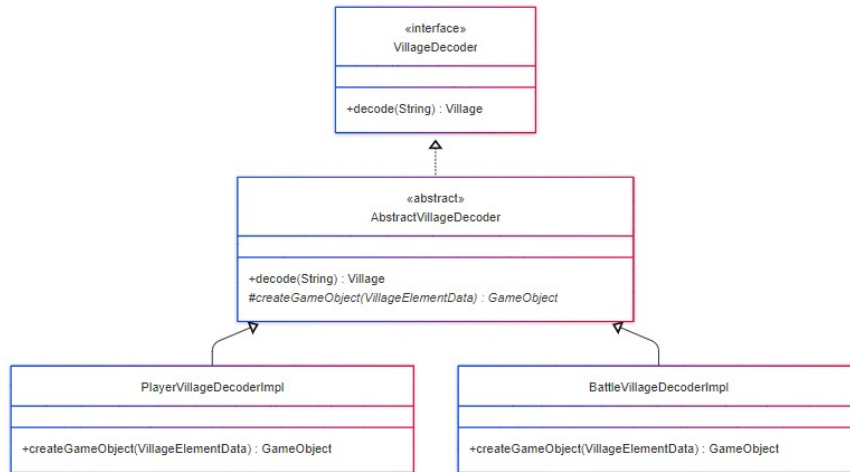 «interface»
VillageDecoder
+decode(String) : Village
«abstract»
AbstractVillageDecoder
+decode(String) : Village
#createGameObject(VillageElementData) : GameObject
PlayerVillageDecoderImpl
+createGameObject(VillageElementData) : GameObject
BattleVillageDecoderImpl
+createGameObject(VillageElementData) : GameObject